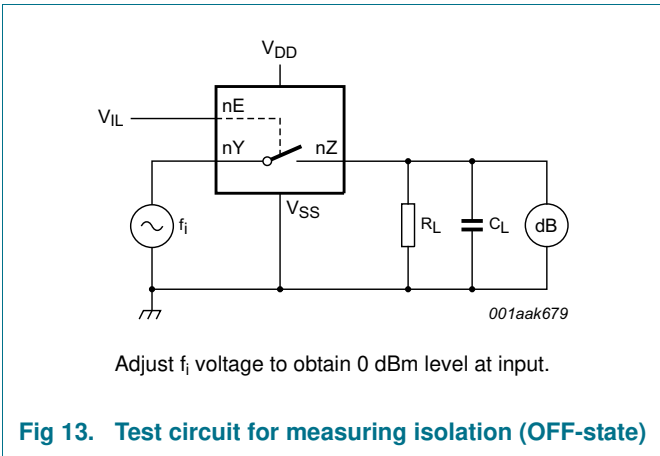 VDD
nE
VIL
nY
nZ
VSS
fi
RL
CL
dB
001aak679
Adjust fi voltage to obtain 0 dBm level at input.
Fig 13. Test circuit for measuring isolation (OFF-state)